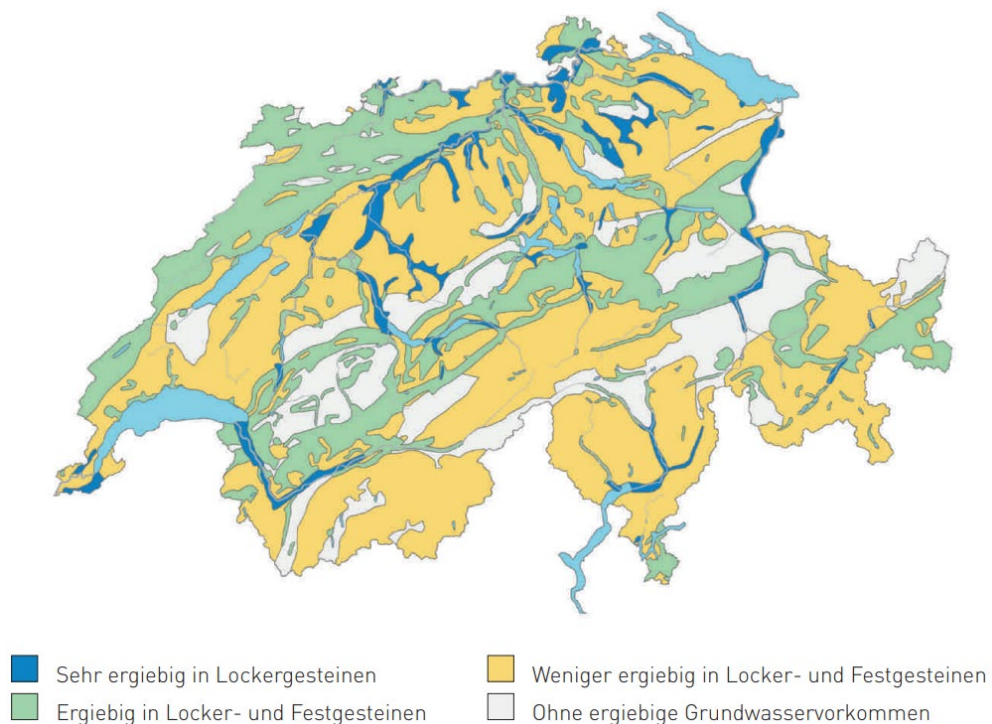 Sehr ergiebig in Lockergesteinen
Weniger ergiebig in Locker- und Festgesteinen
Ergiebig in Locker- und Festgesteinen
Ohne ergiebige Grundwasservorkommen